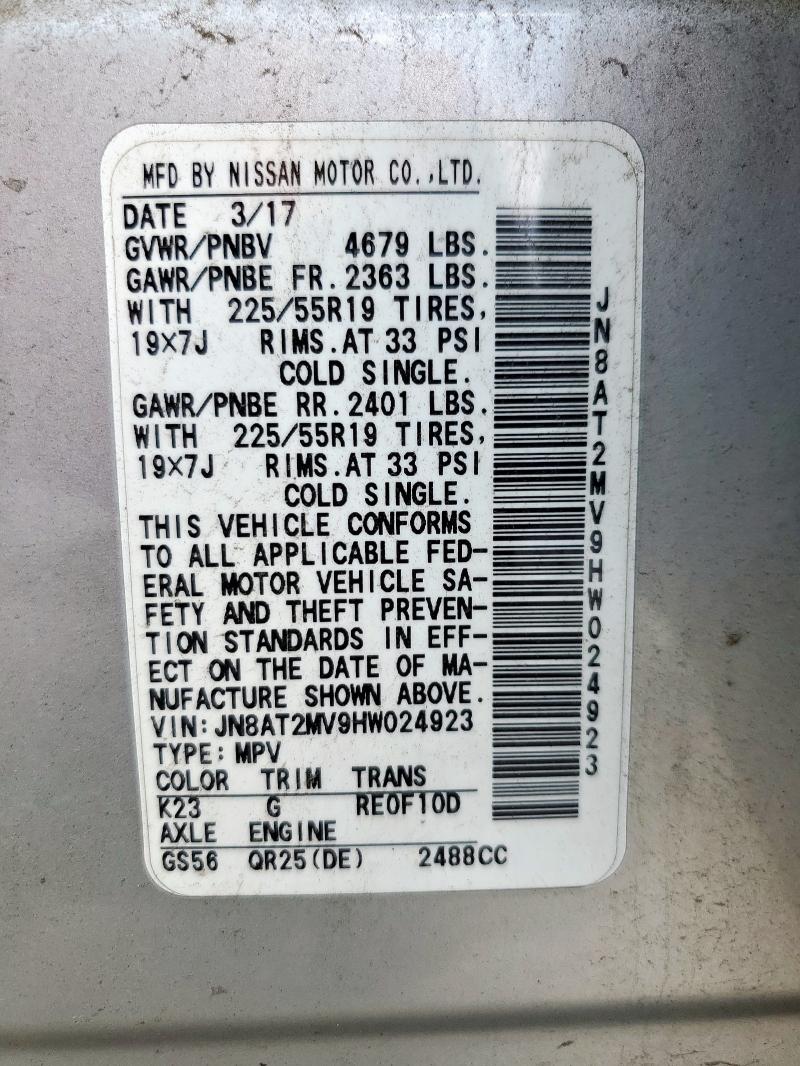 MFD BY NISSAN MOTOR CO.,LTD.
DATE 3/17
GVWR/PNBV 4679 LBS.
GAWR/PNBE FR.2363 LBS.
WITH 225/55R19 TIRES,
19×7J RIMS.AT 33 PSI
COLD SINGLE.
GAWR/PNBE RR.2401 LBS.
WITH 225/55R19 TIRES,
19×7J RIMS.AT 33 PSI
COLD SINGLE.
THIS VEHICLE CONFORMS
TO ALL APPLICABLE FED-
ERAL MOTOR VEHICLE SA-
FETY AND THEFT PREVEN-
TION STANDARDS IN EFF-
ECT ON THE DATE OF MA-
NUFACTURE SHOWN ABOVE.
VIN:JN8AT2MV9HW024923
TYPE:MPV
COLOR TRIM TRANS
K23 G RE0F10D
AXLE ENGINE
GS56 QR25(DE) 2488CC
JN8AT2MV9HW024923